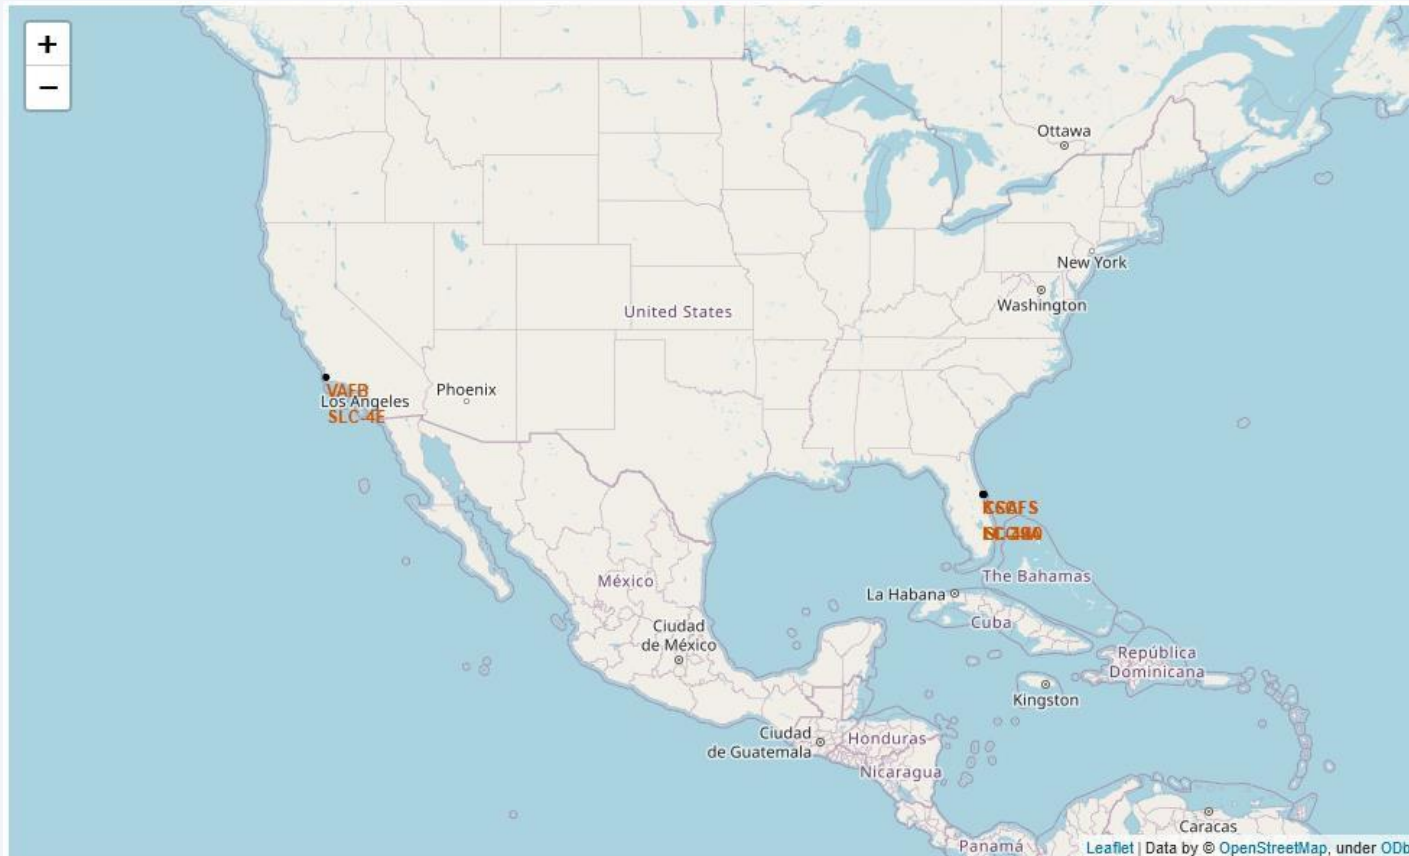 +
−
Ottawa
New York
Washington
United States
VAFB
Los Angeles
SLC-4E
Phoenix
The Bahamas
La Habana
Cuba
México
Ciudad
de México
República
Dominicana
Kingston
Ciudad
de Guatemala
Honduras
Nicaragua
Caracas
Panamá
Leaflet | Data by © OpenStreetMap, under ODb